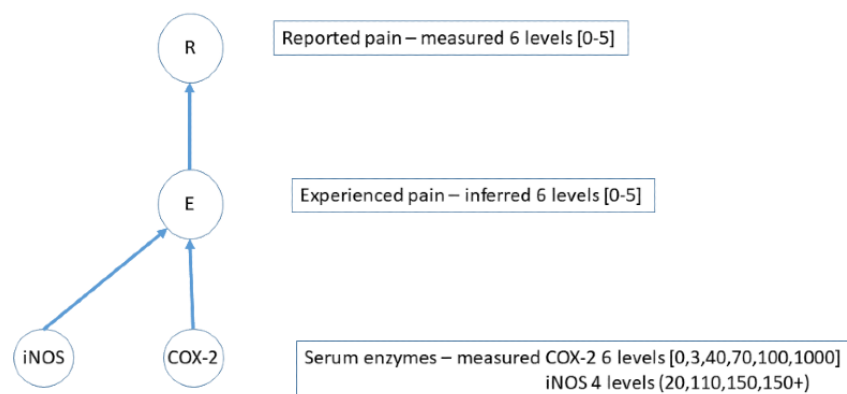 R
Reported pain – measured 6 levels [0-5]
E
Experienced pain – inferred 6 levels [0-5]
iNOS
COX-2
Serum enzymes – measured COX-2 6 levels [0,3,40,70,100,1000]
iNOS 4 levels (20,110,150,150+)